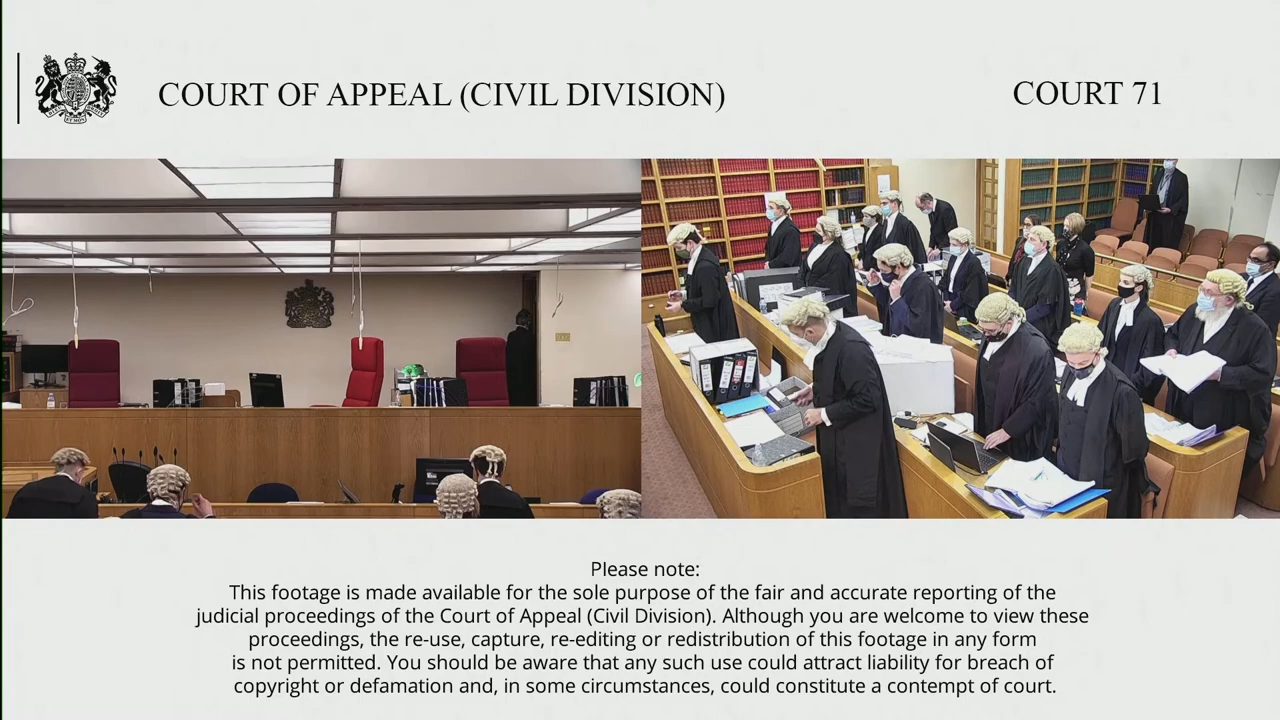 COURT OF APPEAL (CIVIL DIVISION)
COURT 71
Please note:
This footage is made available for the sole purpose of the fair and accurate reporting of the
judicial proceedings of the Court of Appeal (Civil Division). Although you are welcome to view these
proceedings, the re-use, capture, re-editing or redistribution of this footage in any form
is not permitted. You should be aware that any such use could attract liability for breach of
copyright or defamation and, in some circumstances, could constitute a contempt of court.